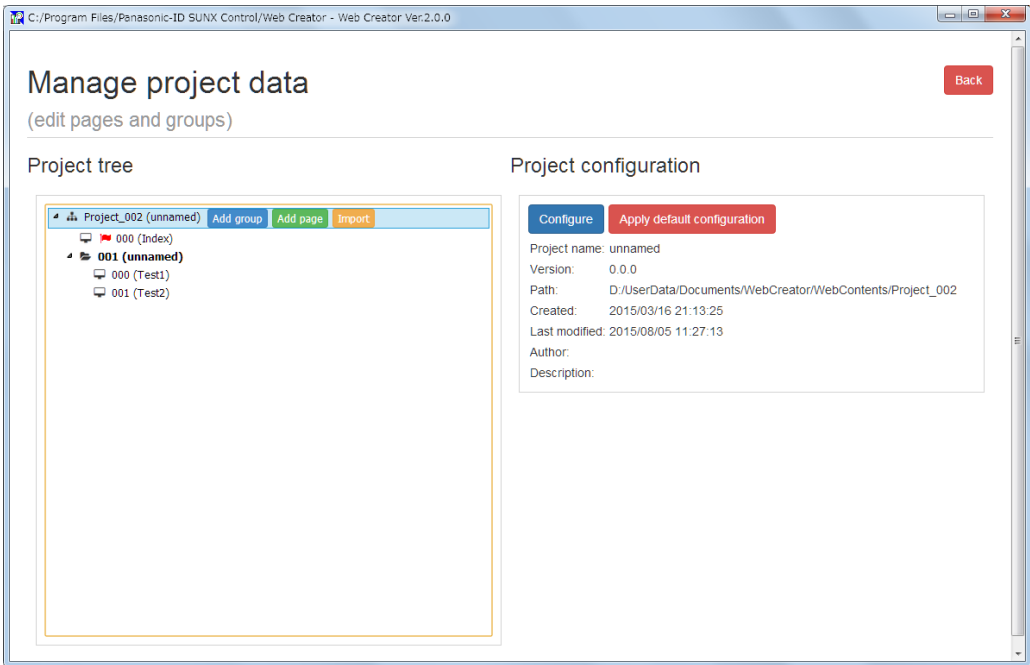 C:/Program Files/Panasonic-ID SUNX Control/Web Creator - Web Creator Ver.2.0.0
Manage project data
Back
(edit pages and groups)
Project tree
Project_002 (unnamed) Add group Add page Import
000 (Index)
001 (unnamed)
000 (Test1)
001 (Test2)
Project configuration
Configure Apply default configuration
Project name: unnamed
Version: 0.0.0
Path: D:/UserData/Documents/WebCreator/WebContents/Project_002
Created: 2015/03/16 21:13:25
Last modified: 2015/08/05 11:27:13
Author:
Description: